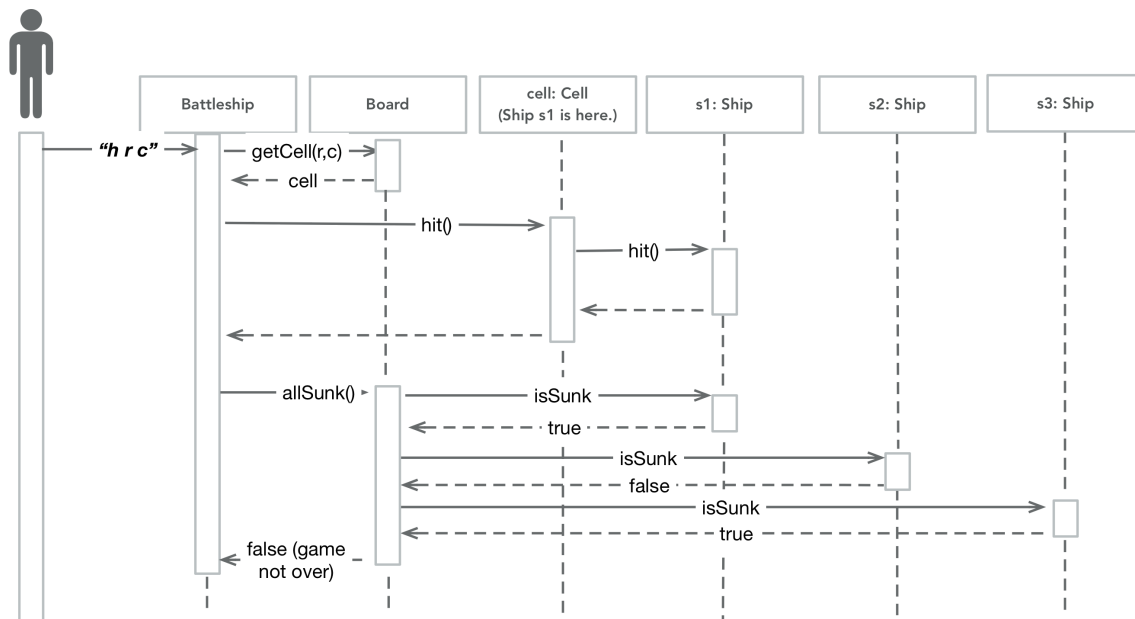 Battleship
Board
cell: Cell
(Ship s1 is here.)
s1: Ship
s2: Ship
s3: Ship
"h r c"
getCell(r,c)
cell
hit()
hit()
allSunk()
isSunk
true
isSunk
false
isSunk
true
false (game
not over)